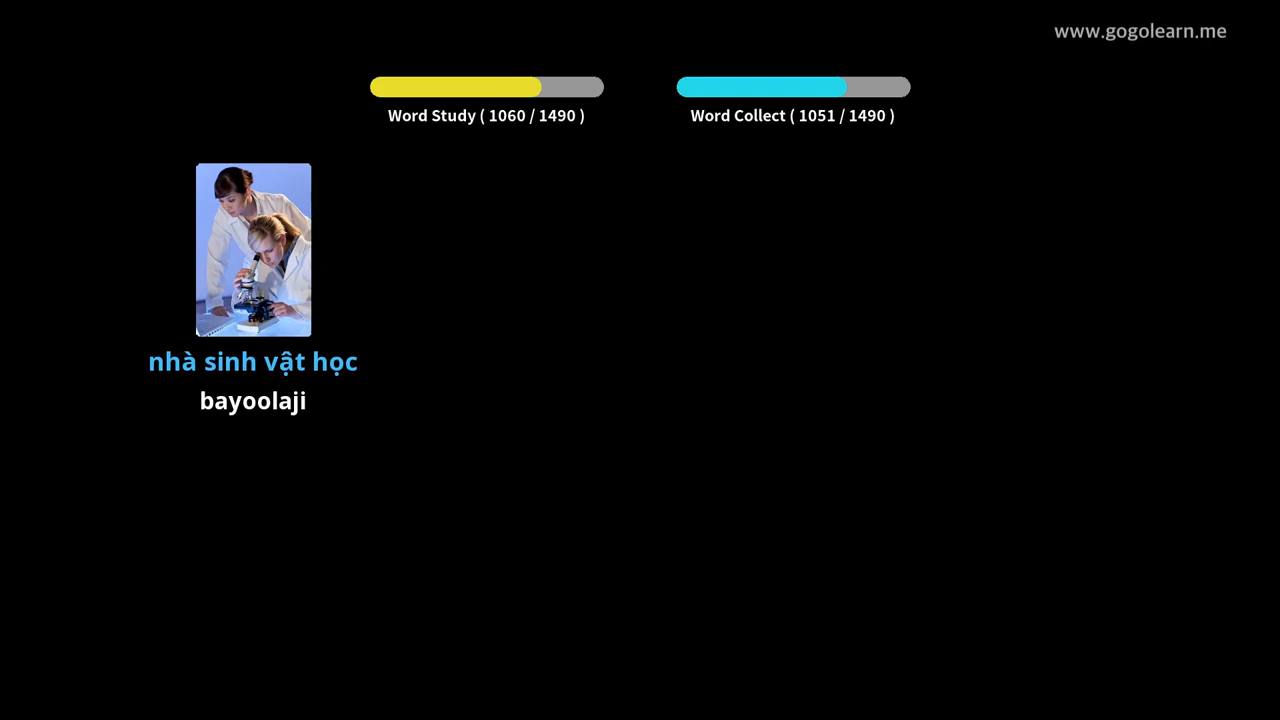 www.gogolearn.me
Word Study ( 1060 / 1490 )
Word Collect ( 1051 / 1490 )
nhà sinh vật học
bayoolaji